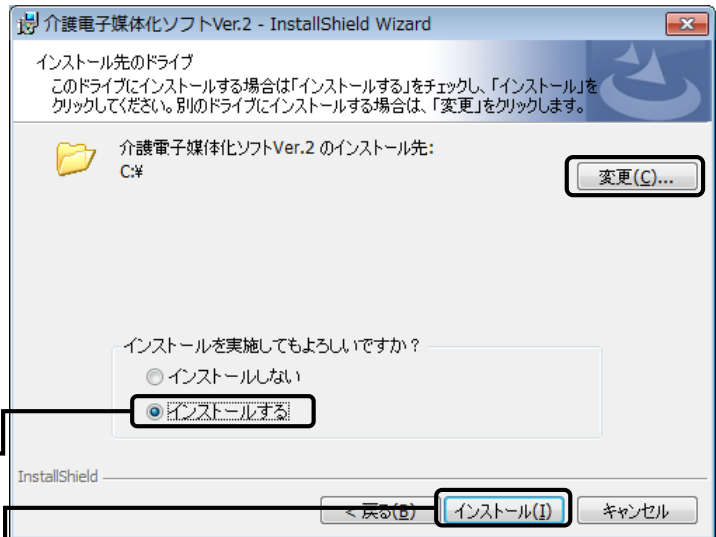 介護電子媒体化ソフトVer.2 - InstallShield Wizard
インストール先のドライブ
このドライブにインストールする場合は「インストールする」をチェックし、「インストール」を
クリックしてください。別のドライブにインストールする場合は、「変更」をクリックします。
介護電子媒体化ソフトVer.2 のインストール先:
C:¥
変更(C)...
インストールを実施してもよろしいですか?
インストールしない
インストールする
InstallShield
< 戻る(B)
インストール(I)
キャンセル